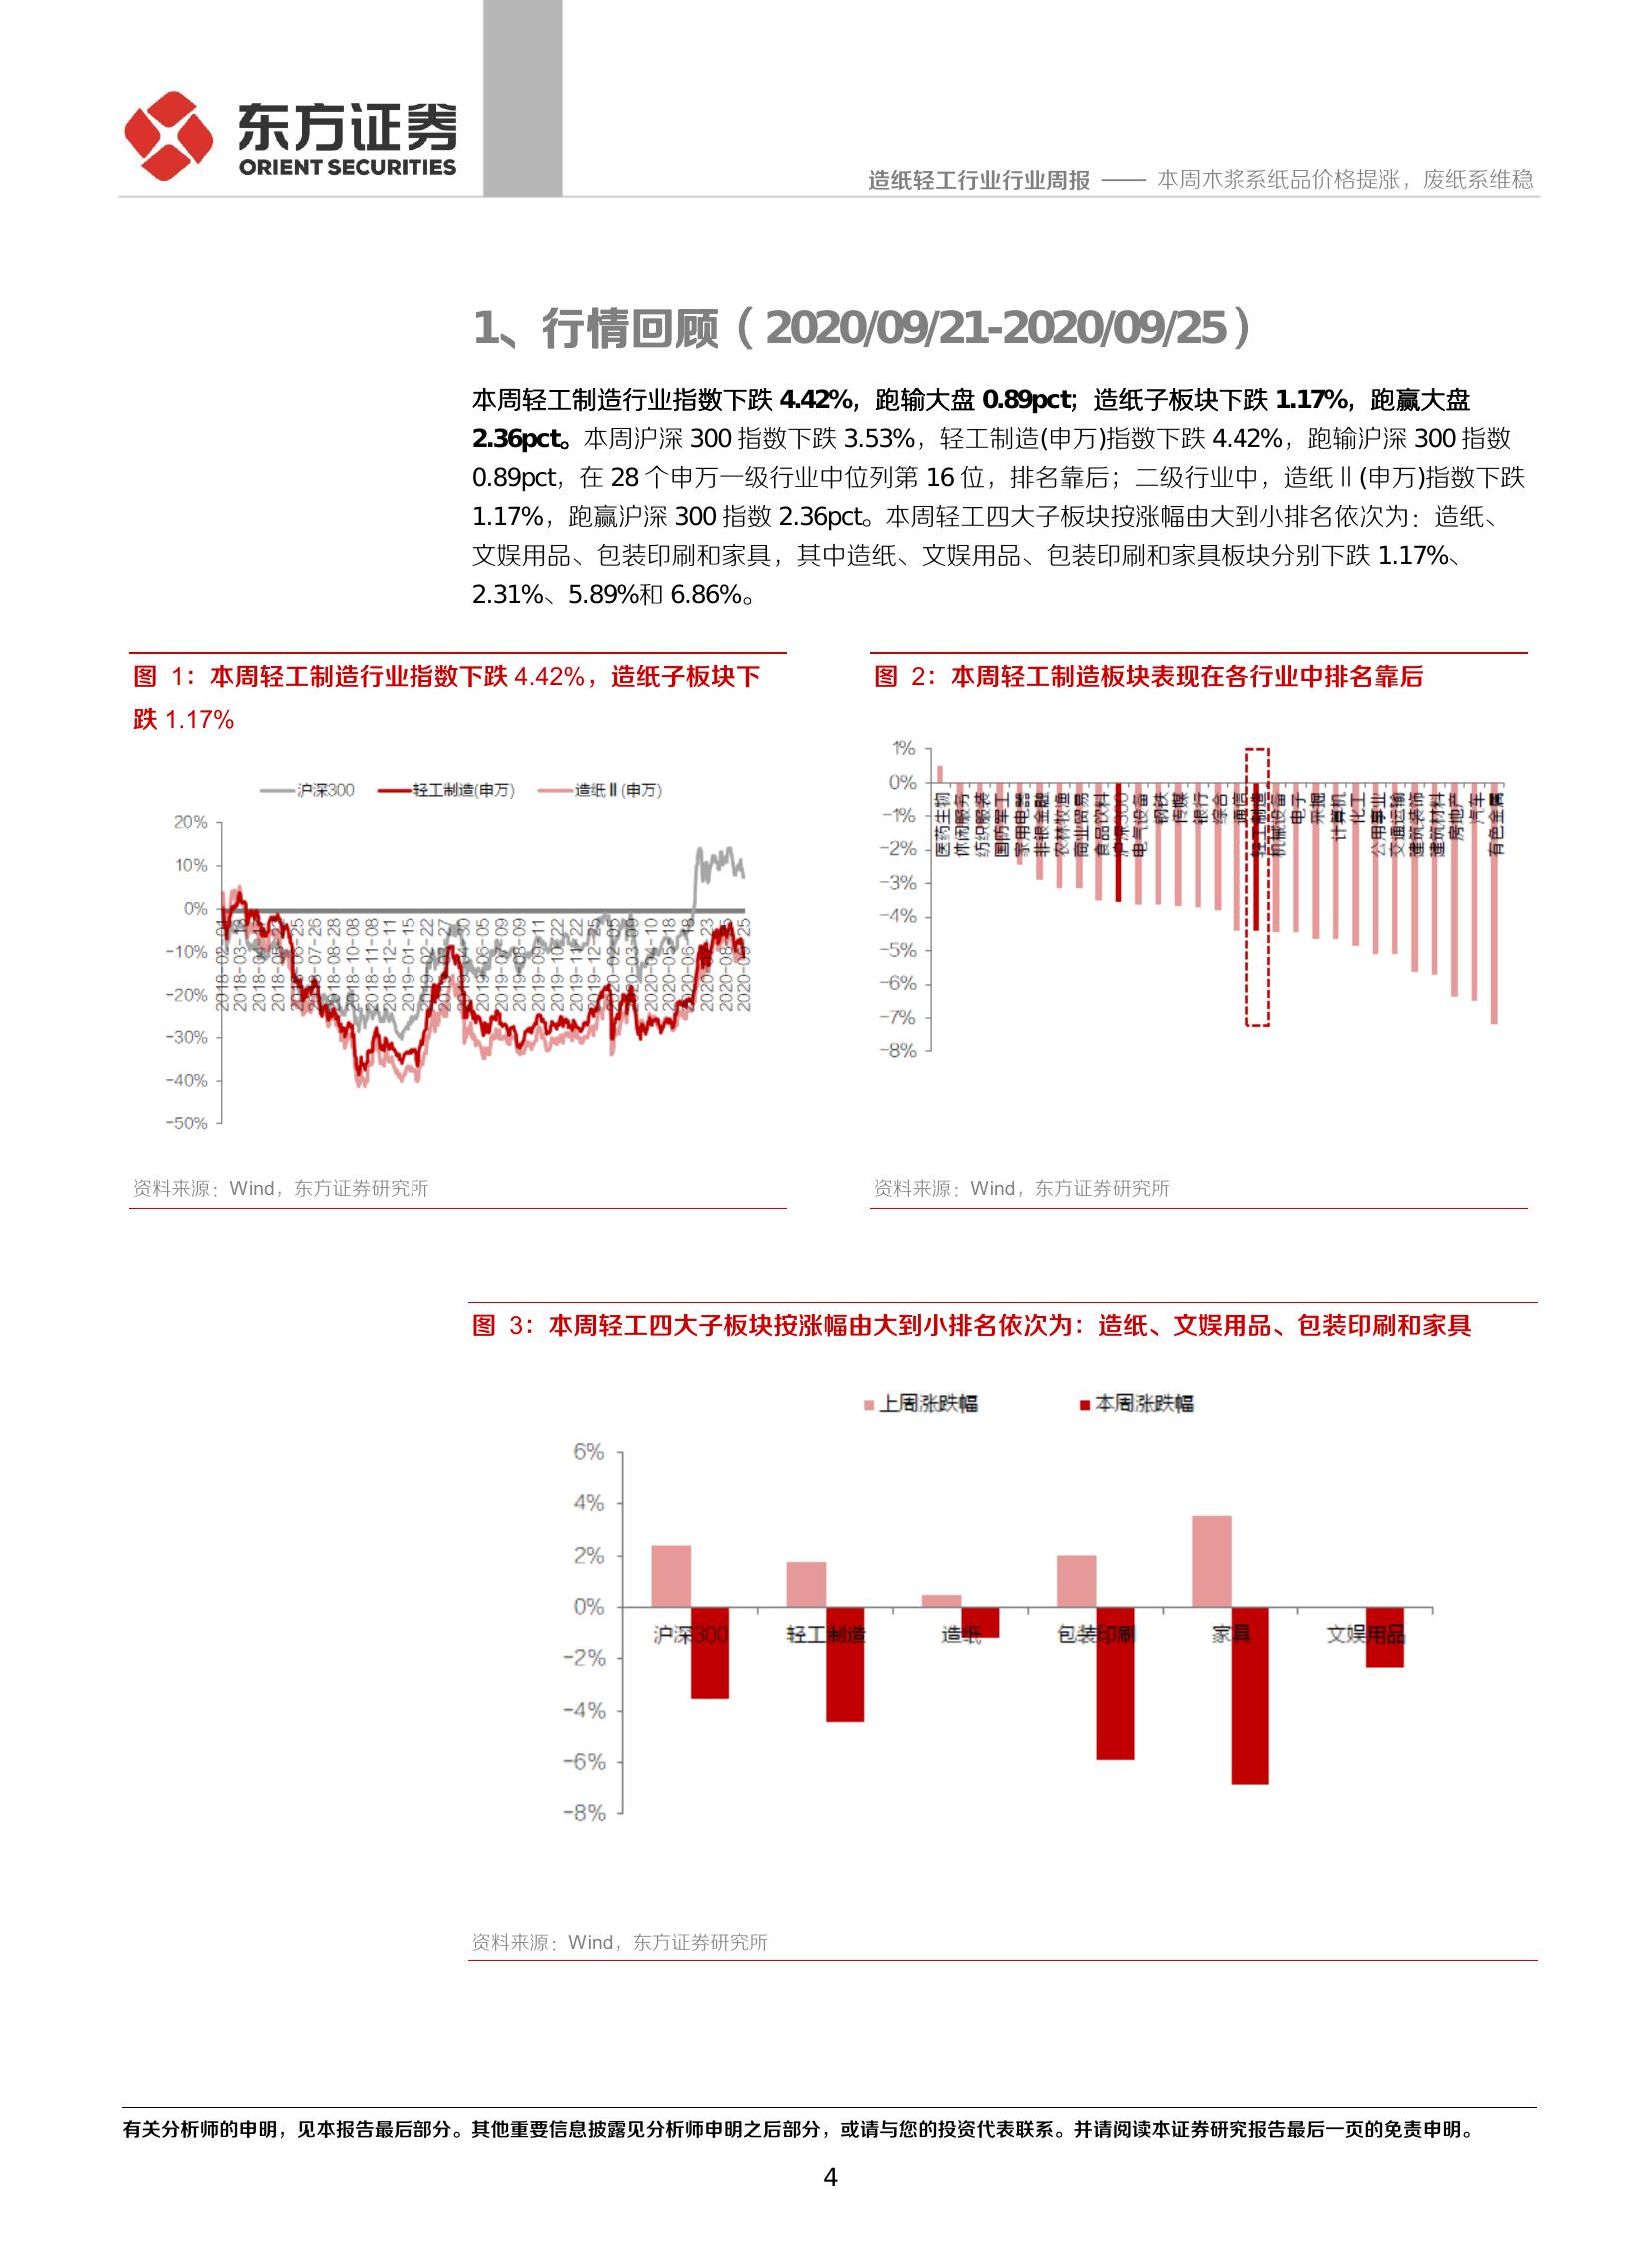 东方证券
ORIENT SECURITIES
造纸轻工行业行业周报 —— 本周木浆系纸品价格提涨，废纸系维稳
1、行情回顾（2020/09/21-2020/09/25）
本周轻工制造行业指数下跌 4.42%，跑输大盘 0.89pct；造纸子板块下跌 1.17%，跑赢大盘
2.36pct。本周沪深 300 指数下跌 3.53%，轻工制造(申万)指数下跌 4.42%，跑输沪深 300 指数
0.89pct，在 28 个申万一级行业中位列第 16 位，排名靠后；二级行业中，造纸Ⅱ(申万)指数下跌
1.17%，跑赢沪深 300 指数 2.36pct。本周轻工四大子板块按涨幅由大到小排名依次为：造纸、
文娱用品、包装印刷和家具，其中造纸、文娱用品、包装印刷和家具板块分别下跌 1.17%、
2.31%、5.89%和 6.86%。
图 1：本周轻工制造行业指数下跌 4.42%，造纸子板块下
跌 1.17%
沪深300 轻工制造(申万) 造纸Ⅱ(申万)
20%
10%
0%
-10%
-20%
-30%
-40%
-50%
2018-02-01
2018-06-25
2018-07-26
2018-08-28
2018-10-08
2018-11-08
2018-12-11
2019-01-15
2019-02-22
2019-03-27
2019-04-30
2019-06-05
2019-07-09
2019-08-09
2019-09-11
2019-10-22
2019-11-22
2019-12-25
2020-02-05
2020-03-09
2020-04-10
2020-05-18
2020-06-18
2020-07-23
2020-08-25
2020-09-25
资料来源：Wind，东方证券研究所
图 2：本周轻工制造板块表现在各行业中排名靠后
1%
0%
-1%
-2%
-3%
-4%
-5%
-6%
-7%
-8%
医药生物
休闲服务
纺织服装
国防军工
家用电器
非银金融
农林牧渔
商业贸易
食品饮料
沪深300
电气设备
钢铁
传媒
银行
综合
通信
轻工制造
机械设备
电子
采掘
计算机
化工
公用事业
交通运输
建筑装饰
建筑材料
房地产
汽车
有色金属
资料来源：Wind，东方证券研究所
图 3：本周轻工四大子板块按涨幅由大到小排名依次为：造纸、文娱用品、包装印刷和家具
上周涨跌幅 本周涨跌幅
6%
4%
2%
0%
-2%
-4%
-6%
-8%
沪深300 轻工制造 造纸 包装印刷 家具 文娱用品
资料来源：Wind，东方证券研究所
有关分析师的申明，见本报告最后部分。其他重要信息披露见分析师申明之后部分，或请与您的投资代表联系。并请阅读本证券研究报告最后一页的免责申明。
4